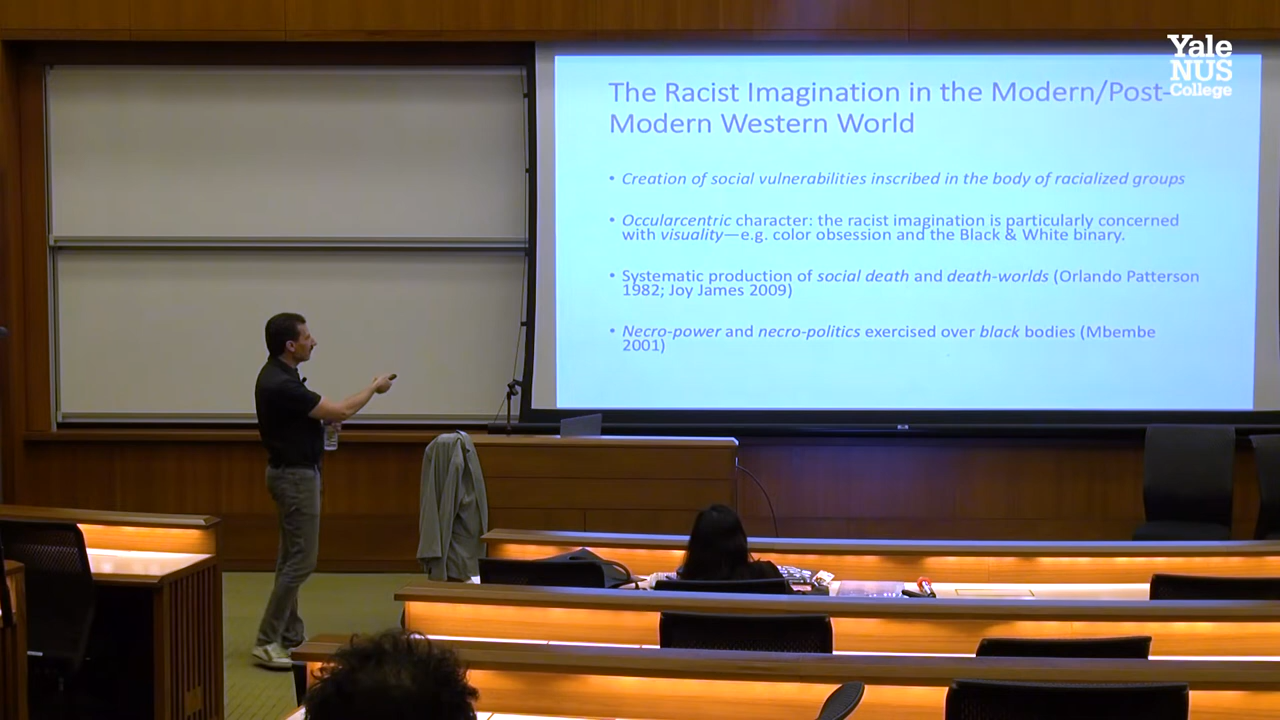 Yale
NUS
College
The Racist Imagination in the Modern/Post-
Modern Western World
• Creation of social vulnerabilities inscribed in the body of racialized groups
• Occularcentric character: the racist imagination is particularly concerned
with visuality—e.g. color obsession and the Black & White binary.
• Systematic production of social death and death-worlds (Orlando Patterson
1982; Joy James 2009)
• Necro-power and necro-politics exercised over black bodies (Mbembe
2001)